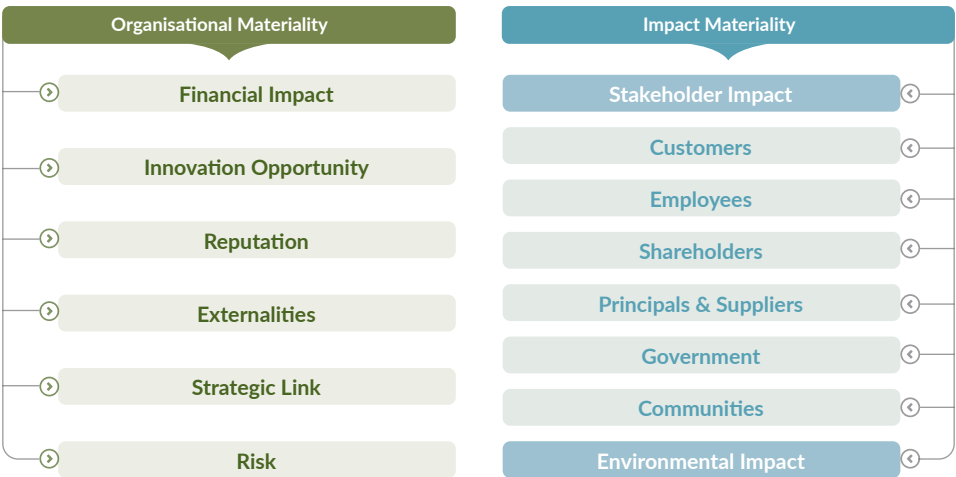 Organisational Materiality
Financial Impact
Innovation Opportunity
Reputation
Externalities
Strategic Link
Risk
Impact Materiality
Stakeholder Impact
Customers
Employees
Shareholders
Principals & Suppliers
Government
Communities
Environmental Impact